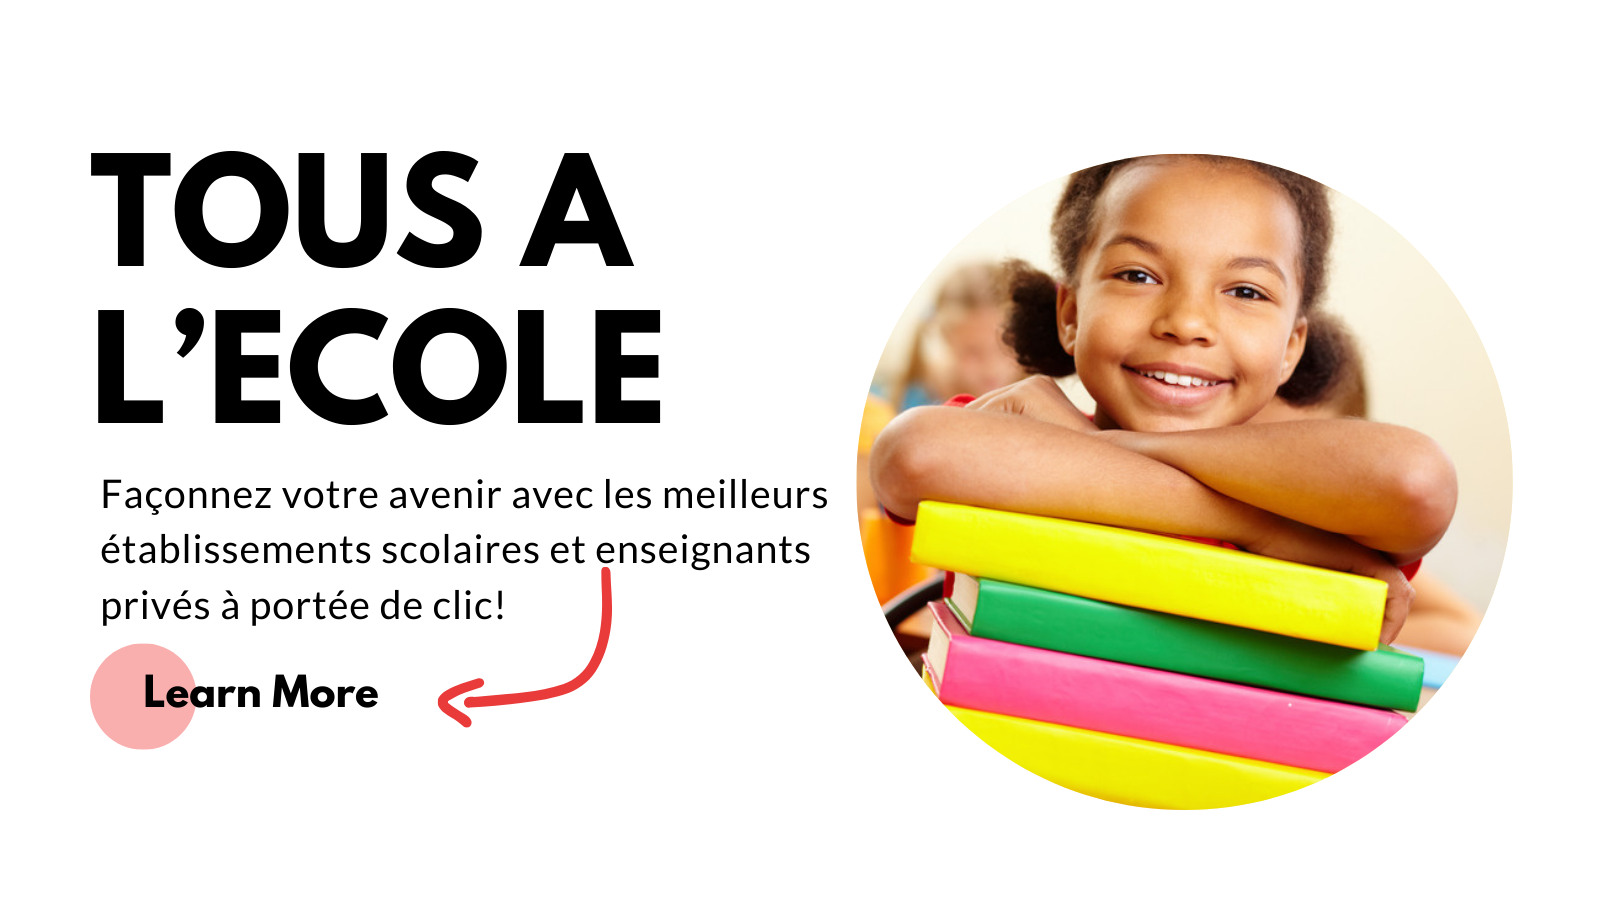 TOUS A
L’ECOLE
Façonnez votre avenir avec les meilleurs
établissements scolaires et enseignants
privés à portée de clic!
Learn More